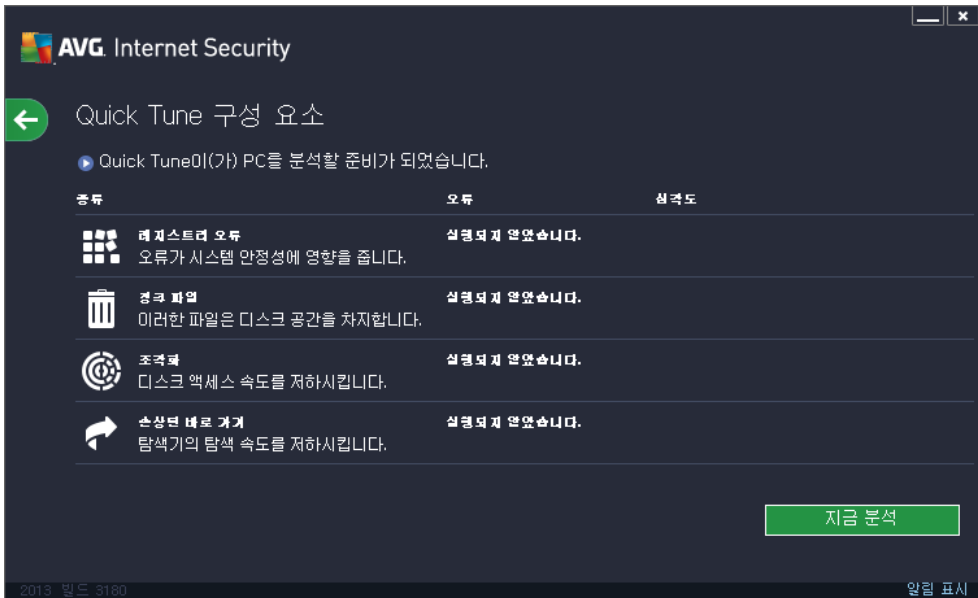 AVG. Internet Security
Quick Tune 구성 요소
Quick Tune이(가) PC를 분석할 준비가 되었습니다.
종류 오류 심각도
레지스트리 오류 실행되지 않았습니다.
오류가 시스템 안정성에 영향을 줍니다.
정크 파일 실행되지 않았습니다.
이러한 파일은 디스크 공간을 차지합니다.
조각화 실행되지 않았습니다.
디스크 액세스 속도를 저하시킵니다.
손상된 바로 가기 실행되지 않았습니다.
탐색기의 탐색 속도를 저하시킵니다.
지금 분석
2013 빌드 3180 알림 표시